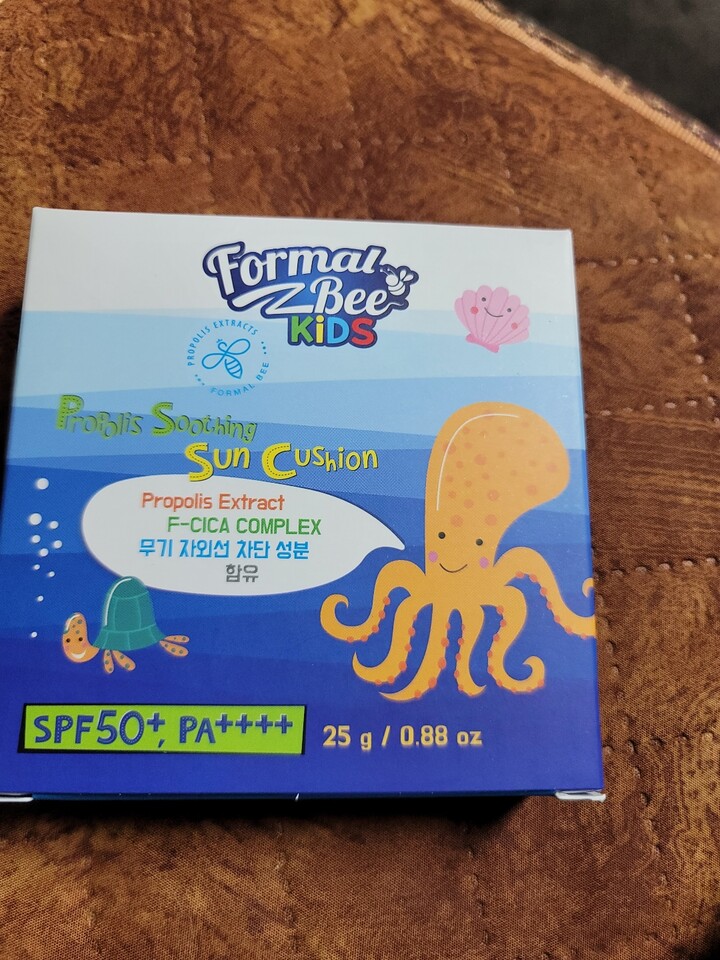 Formal
Bee
KiDS
PROPOLIS EXTRACTS
FORMAL BEE
Propolis Soothing
Sun Cushion
Propolis Extract
F-CICA COMPLEX
무기 자외선 차단 성분
함유
SPF50+, PA++++
25 g / 0.88 oz